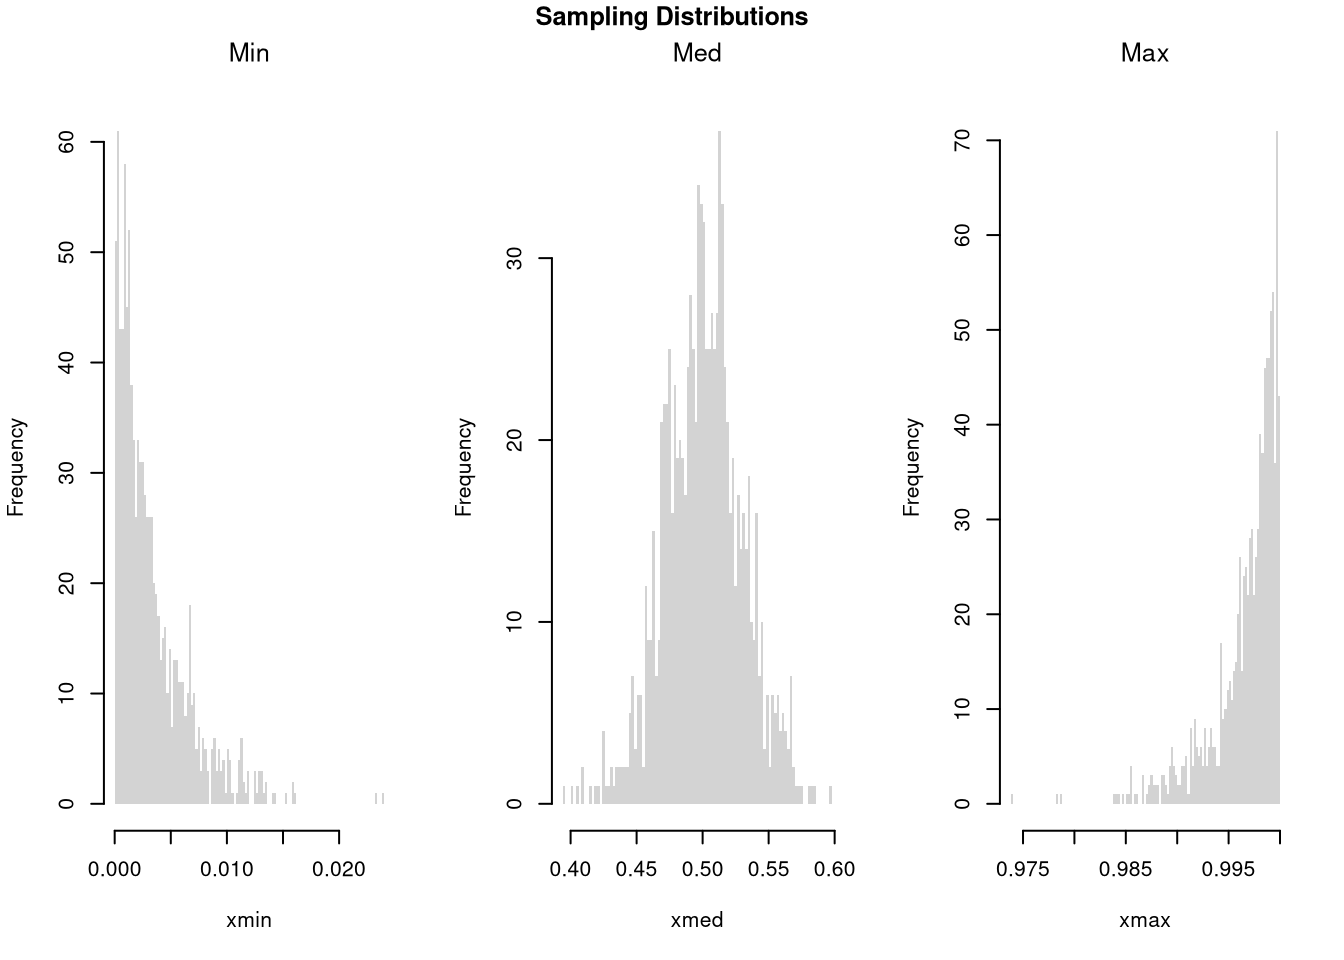 Sampling Distributions
Min
Frequency
0 10 20 30 40 50 60
0.000 0.010 0.020
xmin
Med
Frequency
0 10 20 30
0.40 0.45 0.50 0.55 0.60
xmed
Max
Frequency
0 10 20 30 40 50 60 70
0.975 0.985 0.995
xmax